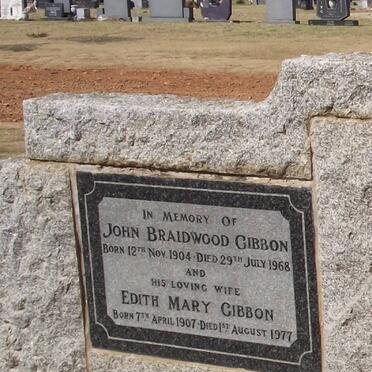 In Memory Of
John Braidwood Gibbon
Born 12th Nov 1904 · Died 29th July 1968
and
his loving wife
Edith Mary Gibbon
Born 7th April 1907 · Died 1st August 1977